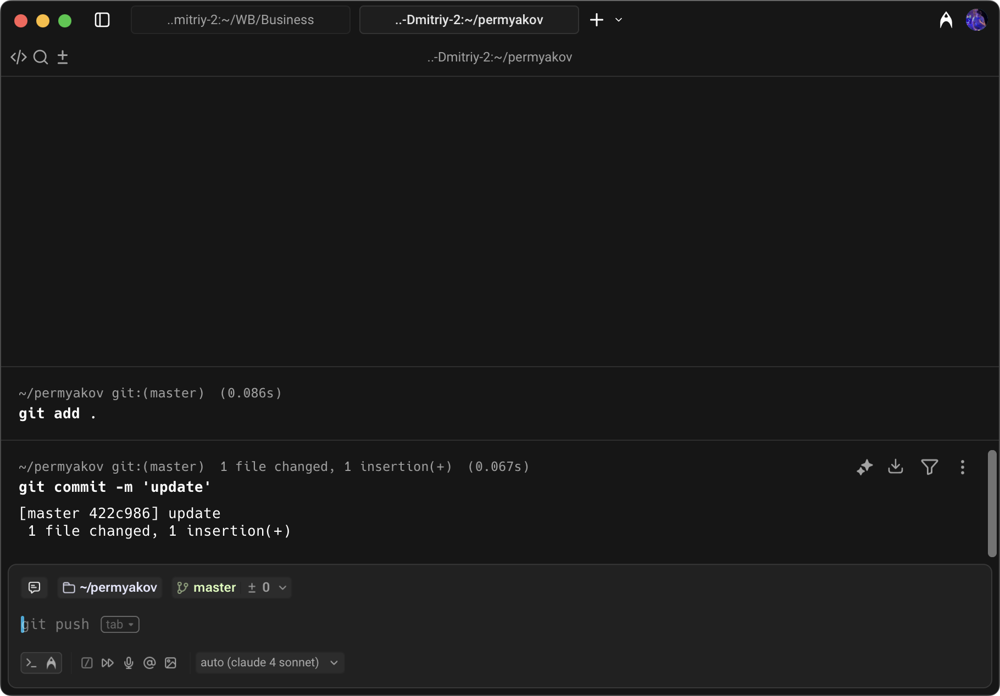 ..mitriy-2:~/WB/Business
..-Dmitriy-2:~/permyakov
..-Dmitriy-2:~/permyakov
~/permyakov git:(master) (0.086s)
git add .
~/permyakov git:(master) 1 file changed, 1 insertion(+) (0.067s)
git commit -m 'update'
[master 422c986] update
1 file changed, 1 insertion(+)
~/permyakov master ± 0
git push tab
auto (claude 4 sonnet)